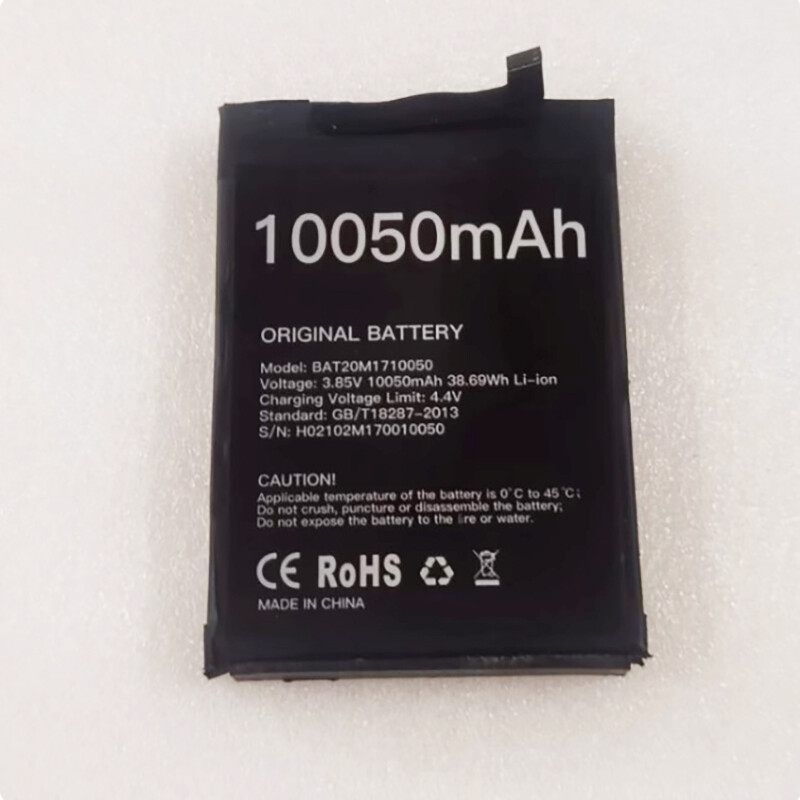 10050mAh
ORIGINAL BATTERY
Model: BAT20M1710050
Voltage: 3.85V 10050mAh 38.69Wh Li-ion
Charging Voltage Limit: 4.4V
Standard: GB/T18287-2013
S/N: H02102M170010050
CAUTION!
Applicable temperature of the battery is 0°C to 45°C;
Do not crush, puncture or disassemble the battery;
Do not expose the battery to the or water.
CE RoHS
MADE IN CHINA